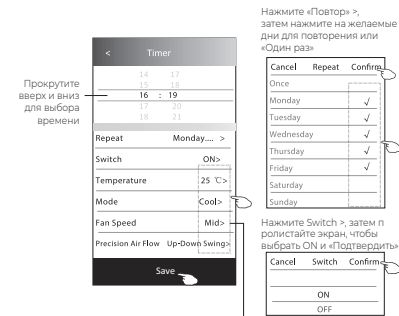 Нажмите «Повтор» >,
затем нажмите на желаемые
дни для повторения или
«Один раз»
< Timer
14 17
15 18
16 : 19
17 20
18 21
Прокрутите
вверх и вниз
для выбора
времени
Repeat Monday.... >
Switch ON>
Temperature 25 ℃>
Mode Cool>
Fan Speed Mid>
Precision Air Flow Up-Down Swing>
Save
Cancel Repeat Confirm
Once
Monday √
Tuesday √
Wednesday √
Thursday √
Friday √
Saturday
Sunday
Нажмите Switch >, затем п
ролистайте экран, чтобы
выбрать ON и «Подтвердить»
Cancel Switch Confirm
ON
OFF